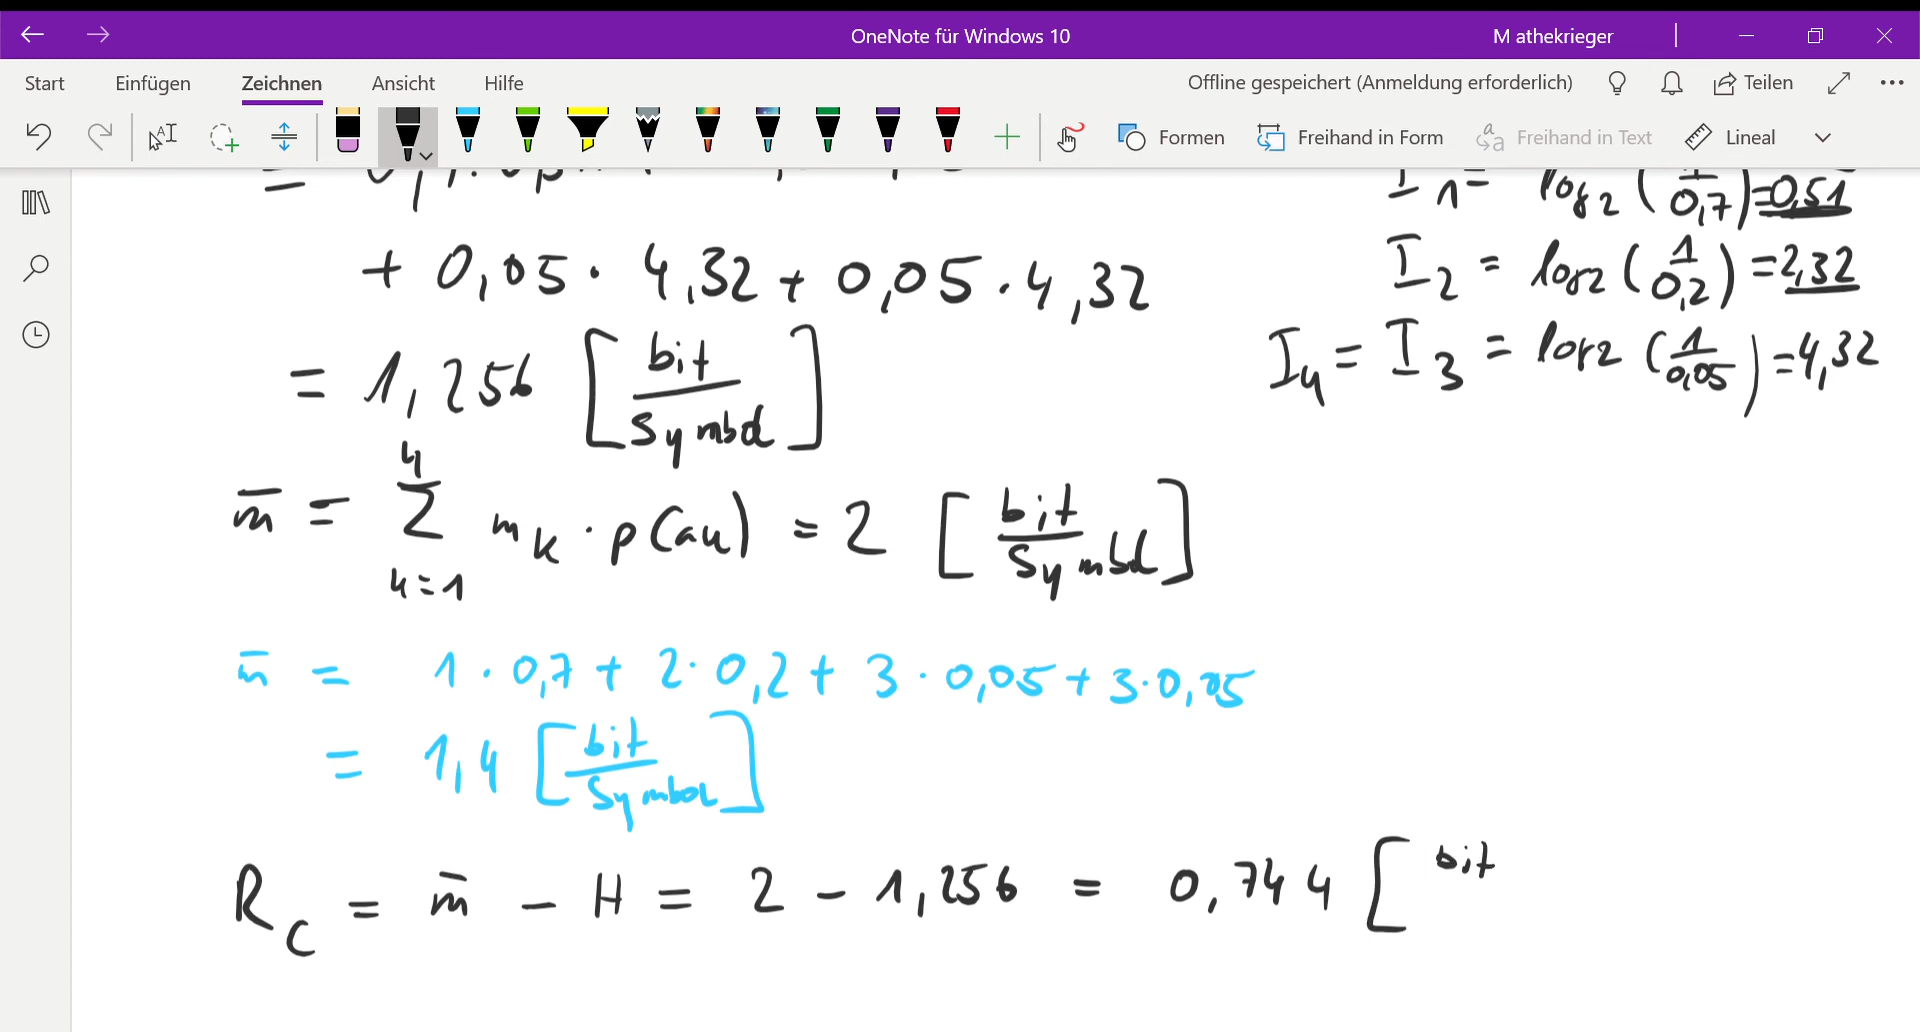 OneNote für Windows 10
M athekrieger
Start Einfügen Zeichnen Ansicht Hilfe
Offline gespeichert (Anmeldung erforderlich) Teilen
Formen Freihand in Form Freihand in Text Lineal
I1 = log2 (1/0,7) = 0,51
+ 0,05 · 4,32 + 0,05 · 4,32
I2 = log2 (1/0,2) = 2,32
= 1,256 [bit/Symbol]
I4 = I3 = log2 (1/0,05) = 4,32
m̄ = 4 Σ k=1 mk · p(ak) = 2 [bit/Symbol]
m̄ = 1 · 0,7 + 2 · 0,2 + 3 · 0,05 + 3 · 0,05
= 1,4 [bit/Symbol]
Rc = m̄ − H = 2 − 1,256 = 0,744 [bit